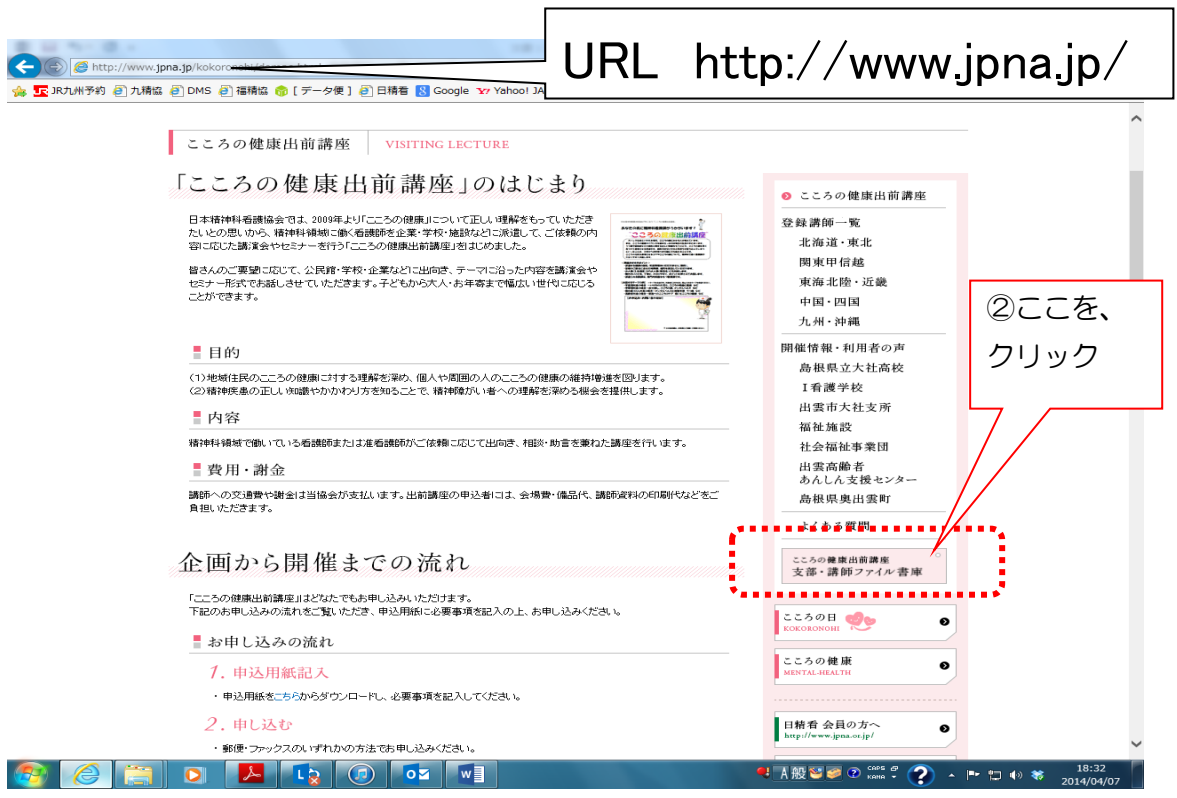 URL　http://www.jpna.jp/
http://www.jpna.jp/kokoronohi/
JR九州予約 九精協 DMS 福精協 [ データ便 ] 日精看 Google Yahoo! JA
こころの健康出前講座 VISITING LECTURE
「こころの健康出前講座」のはじまり
日本精神科看護協会では、2009年より「こころの健康」について正しい理解をもっていただき
たいとの思いから、精神科領域に働く看護師を企業・学校・施設などに派遣して、ご依頼の内
容に応じた講演会やセミナーを行う「こころの健康出前講座」をはじめました。
皆さんのご要望に応じて、公民館・学校・企業などに出向き、テーマに沿った内容を講演会や
セミナー形式でお話しさせていただきます。子どもから大人・お年寄まで幅広い世代に応じる
ことができます。
こころの健康出前講座
目的
(1)地域住民のこころの健康に対する理解を深め、個人や周囲の人のこころの健康の維持増進を図ります。
(2)精神疾患の正しい知識やかかわり方を知ることで、精神障がい者への理解を深める機会を提供します。
内容
精神科領域で働いている看護師または准看護師がご依頼に応じて出向き、相談・助言を兼ねた講座を行います。
費用・謝金
講師への交通費や謝金は当協会が支払います。出前講座の申込者には、会場費・備品代、講師資料の印刷代などをご
負担いただきます。
企画から開催までの流れ
「こころの健康出前講座」はどなたでもお申し込みいただけます。
下記のお申し込みの流れをご覧いただき、申込用紙に必要事項を記入の上、お申し込みください。
お申し込みの流れ
1. 申込用紙記入
・ 申込用紙をこちらからダウンロードし、必要事項を記入してください。
2. 申し込む
・ 郵便・ファックスのいずれかの方法でお申し込みください。
こころの健康出前講座
登録講師一覧
北海道・東北
関東甲信越
東海北陸・近畿
中国・四国
九州・沖縄
開催情報・利用者の声
島根県立大社高校
I看護学校
出雲市大社支所
福祉施設
社会福祉事業団
出雲高齢者
あんしん支援センター
島根県奥出雲町
よくある質問
こころの健康出前講座
支部・講師ファイル書庫
こころの日
KOKORONOHI
こころの健康
MENTAL-HEALTH
日精看 会員の方へ
http://www.jpna.or.jp/
②ここを、
クリック
A 般 CAPS KANA
18:32
2014/04/07